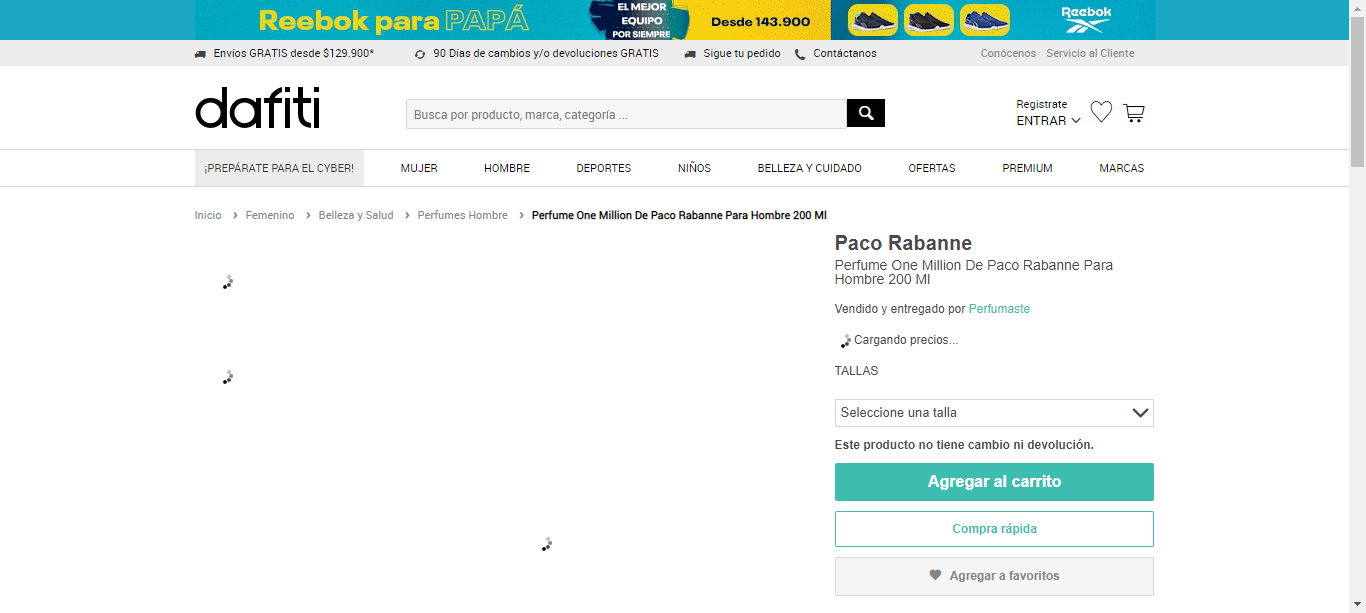 Reebok para PAPÁ
EL MEJOR
EQUIPO
POR SIEMPRE
Desde 143.900
Reebok
Envíos GRATIS desde $129.900*
90 Días de cambios y/o devoluciones GRATIS
Sigue tu pedido
Contáctanos
Conócenos
Servicio al Cliente
dafiti
Busca por producto, marca, categoría ...
Registrate
ENTRAR
¡PREPÁRATE PARA EL CYBER!
MUJER
HOMBRE
DEPORTES
NIÑOS
BELLEZA Y CUIDADO
OFERTAS
PREMIUM
MARCAS
Inicio › Femenino › Belleza y Salud › Perfumes Hombre › Perfume One Million De Paco Rabanne Para Hombre 200 Ml
Paco Rabanne
Perfume One Million De Paco Rabanne Para
Hombre 200 Ml
Vendido y entregado por Perfumaste
Cargando precios...
TALLAS
Seleccione una talla
Este producto no tiene cambio ni devolución.
Agregar al carrito
Compra rápida
Agregar a favoritos